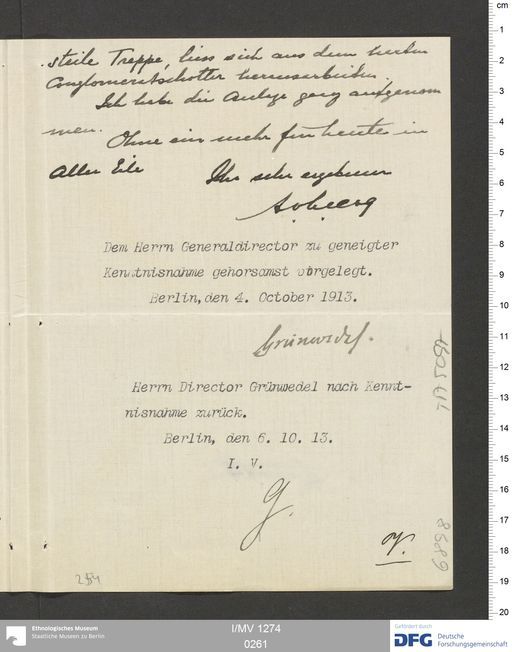 steile Treppe, liess sich aus dem herben
Conglomeratschotter herausarbeiten.
Ich habe die Anlage ganz aufgenom
men.
Ohne ein mehr für heute in
aller Eile
Ihr sehr ergebener
Dem Herrn Generaldirector zu geneigter
Kenntnisnahme gehorsamst vorgelegt.
Berlin, den 4. October 1913.
Grünwedel.
Herrn Director Grünwedel nach Kennt-
nisnahme zurück.
Berlin, den 6. 10. 13.
I. V.
G.
V.
254
Ethnologisches Museum
Staatliche Museen zu Berlin
I/MV 1274
0261
Gefördert durch
DFG Deutsche
Forschungsgemeinschaft
cm
1
2
3
4
5
6
7
8
9
10
11
12
13
14
15
16
17
18
19
20